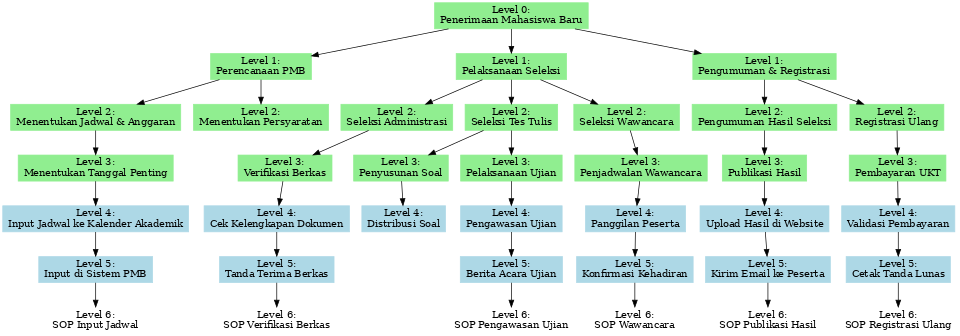 Level 0:
Penerimaan Mahasiswa Baru
Level 1:
Perencanaan PMB
Level 1:
Pelaksanaan Seleksi
Level 1:
Pengumuman & Registrasi
Level 2:
Menentukan Jadwal & Anggaran
Level 2:
Menentukan Persyaratan
Level 2:
Seleksi Administrasi
Level 2:
Seleksi Tes Tulis
Level 2:
Seleksi Wawancara
Level 2:
Pengumuman Hasil Seleksi
Level 2:
Registrasi Ulang
Level 3:
Menentukan Tanggal Penting
Level 3:
Verifikasi Berkas
Level 3:
Penyusunan Soal
Level 3:
Pelaksanaan Ujian
Level 3:
Penjadwalan Wawancara
Level 3:
Publikasi Hasil
Level 3:
Pembayaran UKT
Level 4:
Input Jadwal ke Kalender Akademik
Level 4:
Cek Kelengkapan Dokumen
Level 4:
Distribusi Soal
Level 4:
Pengawasan Ujian
Level 4:
Panggilan Peserta
Level 4:
Upload Hasil di Website
Level 4:
Validasi Pembayaran
Level 5:
Input di Sistem PMB
Level 5:
Tanda Terima Berkas
Level 5:
Berita Acara Ujian
Level 5:
Konfirmasi Kehadiran
Level 5:
Kirim Email ke Peserta
Level 5:
Cetak Tanda Lunas
Level 6:
SOP Input Jadwal
Level 6:
SOP Verifikasi Berkas
Level 6:
SOP Pengawasan Ujian
Level 6:
SOP Wawancara
Level 6:
SOP Publikasi Hasil
Level 6:
SOP Registrasi Ulang